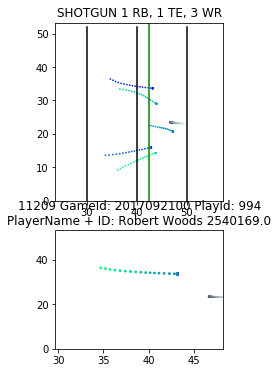 SHOTGUN 1 RB, 1 TE, 3 WR
50
40
30
20
10
0
30 40 50
11209 GameId: 2017092100 PlayId: 994
PlayerName + ID: Robert Woods 2540169.0
40
20
0
30 35 40 45